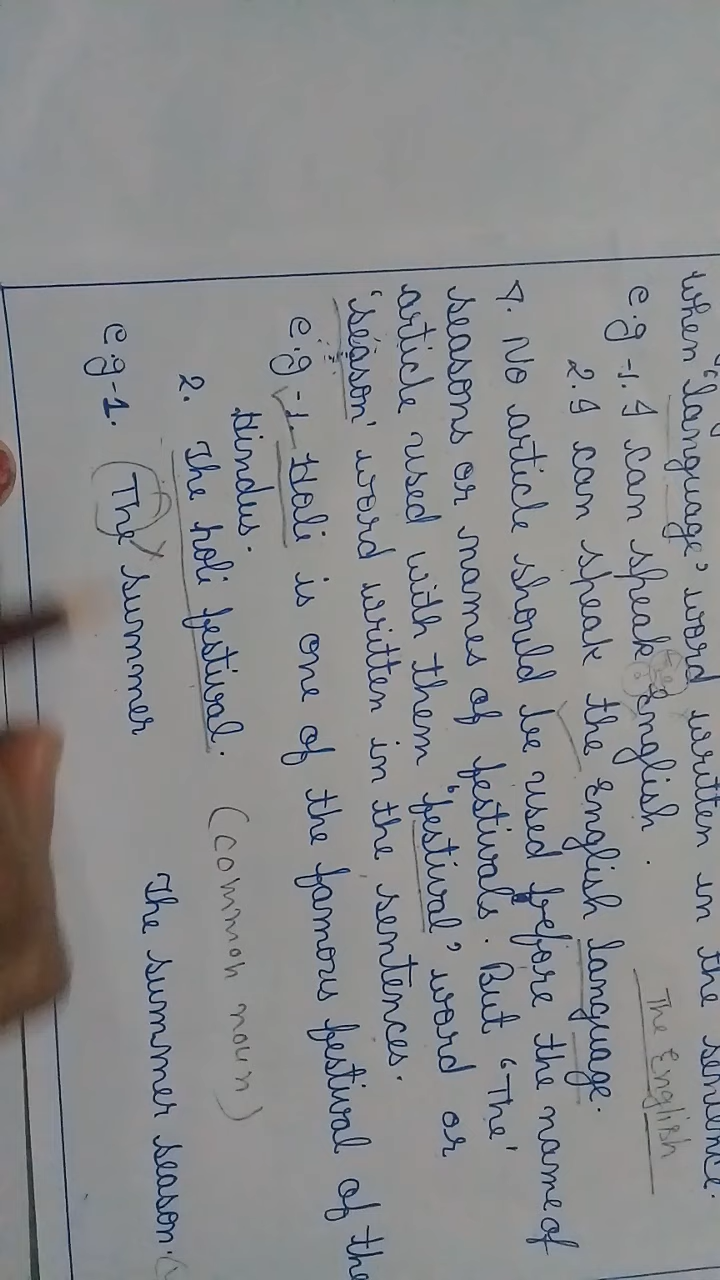 when 'language' word written in the sentence.
e.g -1. I can speak English.
The English
2. I can speak the English language.
7. No article should be used before the name of
seasons or names of festivals. But 'The'
article used with them 'festival' word or
'season' word written in the sentences.
e.g -1 Holi is one of the famous festival of the
Hindus.
2. The holi festival. (common noun)
e.g-1. (The) summer The summer season.